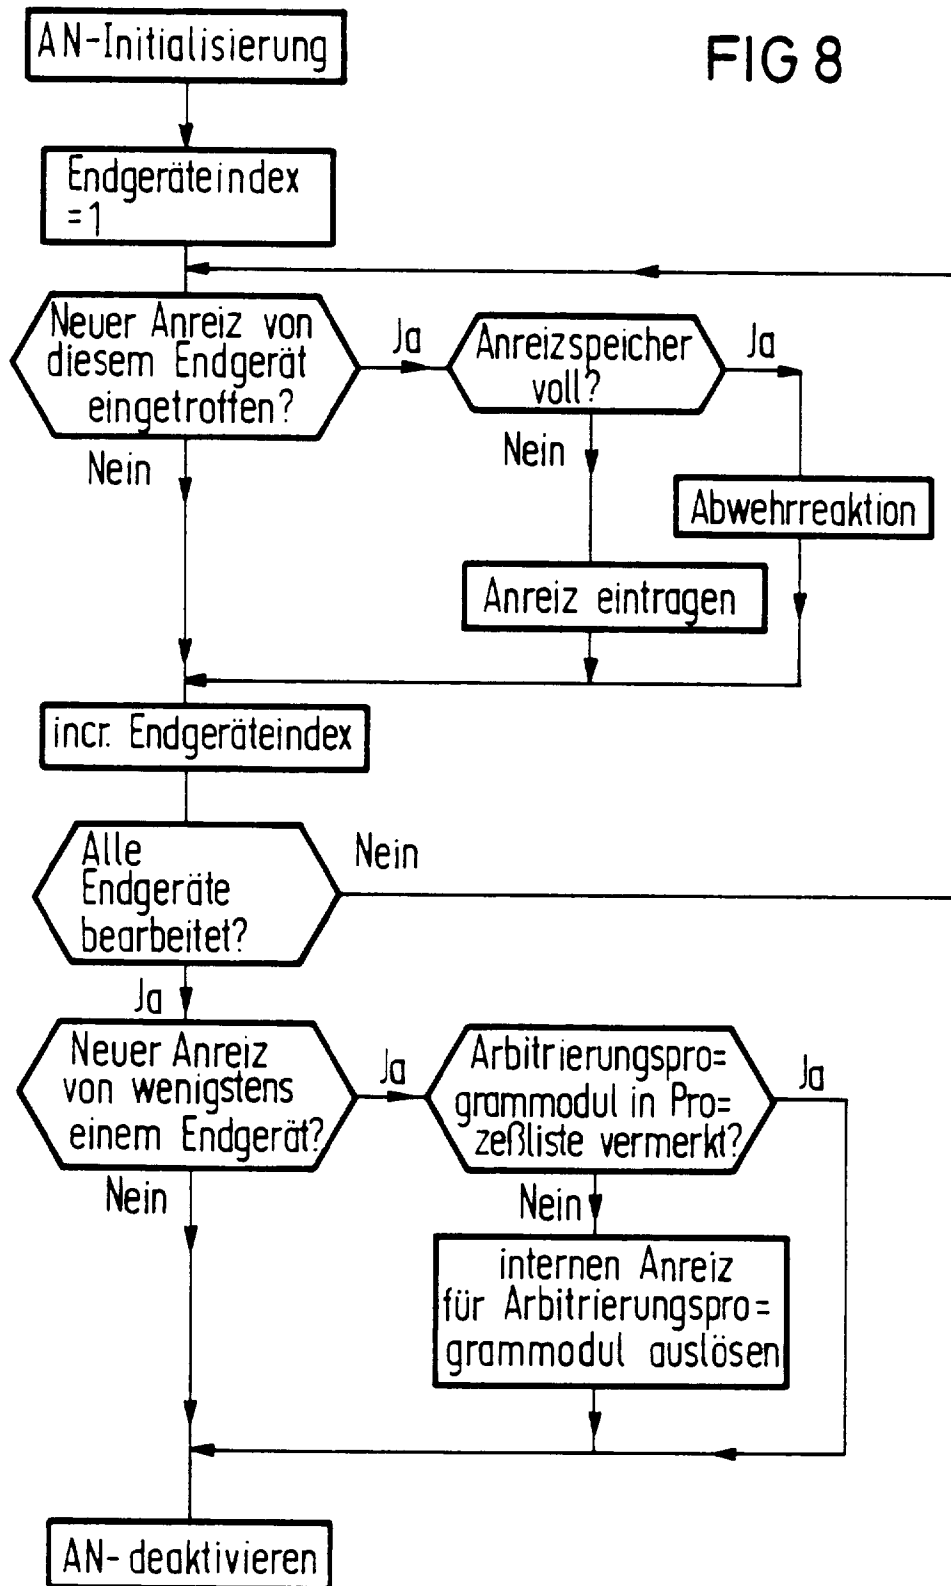 AN-Initialisierung
FIG 8
Endgeräteindex
=1
Neuer Anreiz von
diesem Endgerät
eingetroffen?
Ja
Anreizspeicher
voll?
Ja
Nein
Nein
Abwehrreaktion
Anreiz eintragen
incr. Endgeräteindex
Alle
Endgeräte
bearbeitet?
Nein
Ja
Neuer Anreiz
von wenigstens
einem Endgerät?
Ja
Arbitrierungspro=
grammodul in Pro=
zeßliste vermerkt?
Ja
Nein
Nein
internen Anreiz
für Arbitrierungspro=
grammodul auslösen
AN-deaktivieren